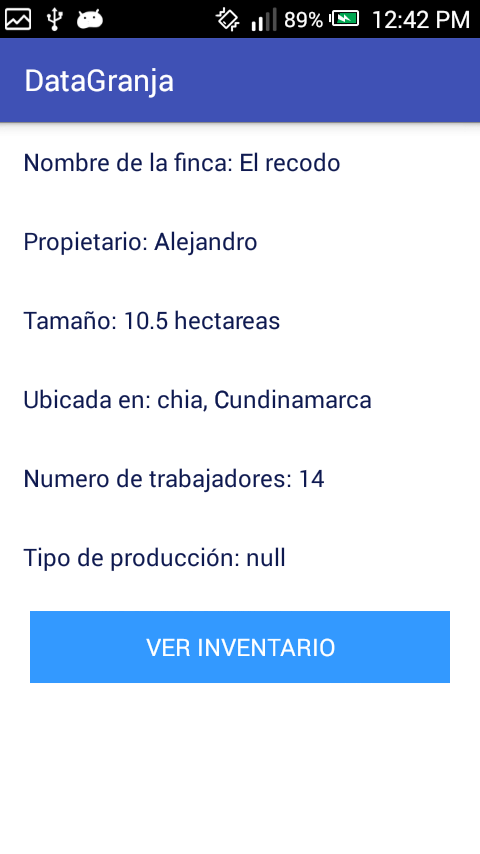 89% 12:42 PM
DataGranja
Nombre de la finca: El recodo
Propietario: Alejandro
Tamaño: 10.5 hectareas
Ubicada en: chia, Cundinamarca
Numero de trabajadores: 14
Tipo de producción: null
VER INVENTARIO